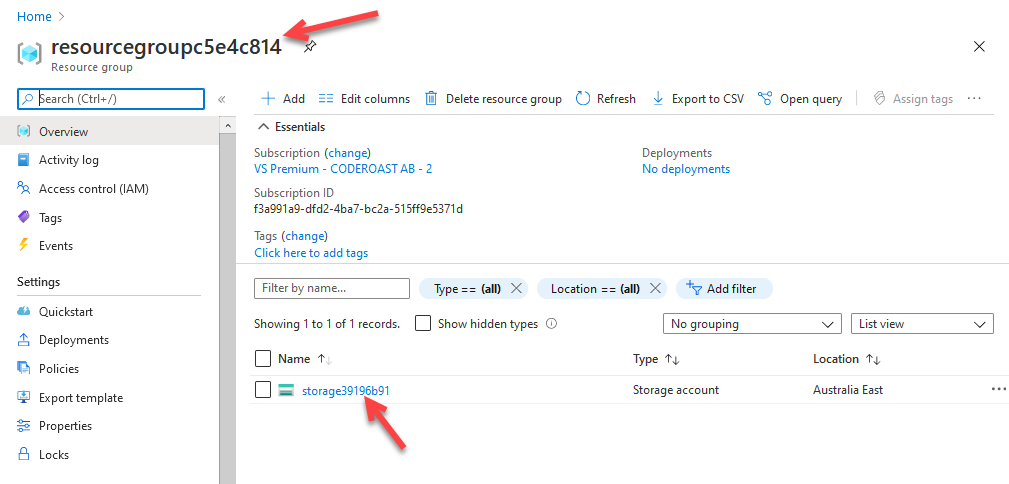 Home >
resourcegroupc5e4c814
Resource group
Search (Ctrl+/)
«
Overview
Activity log
Access control (IAM)
Tags
Events
Settings
Quickstart
Deployments
Policies
Export template
Properties
Locks
Add Edit columns Delete resource group Refresh Export to CSV Open query Assign tags ...
Essentials
Subscription (change)
VS Premium - CODEROAST AB - 2
Subscription ID
f3a991a9-dfd2-4ba7-bc2a-515ff9e5371d
Tags (change)
Click here to add tags
Deployments
No deployments
Filter by name... Type == (all) Location == (all) Add filter
Showing 1 to 1 of 1 records. Show hidden types No grouping List view
Name ↑↓ Type ↑↓ Location ↑↓
storage39196b91 Storage account Australia East ...